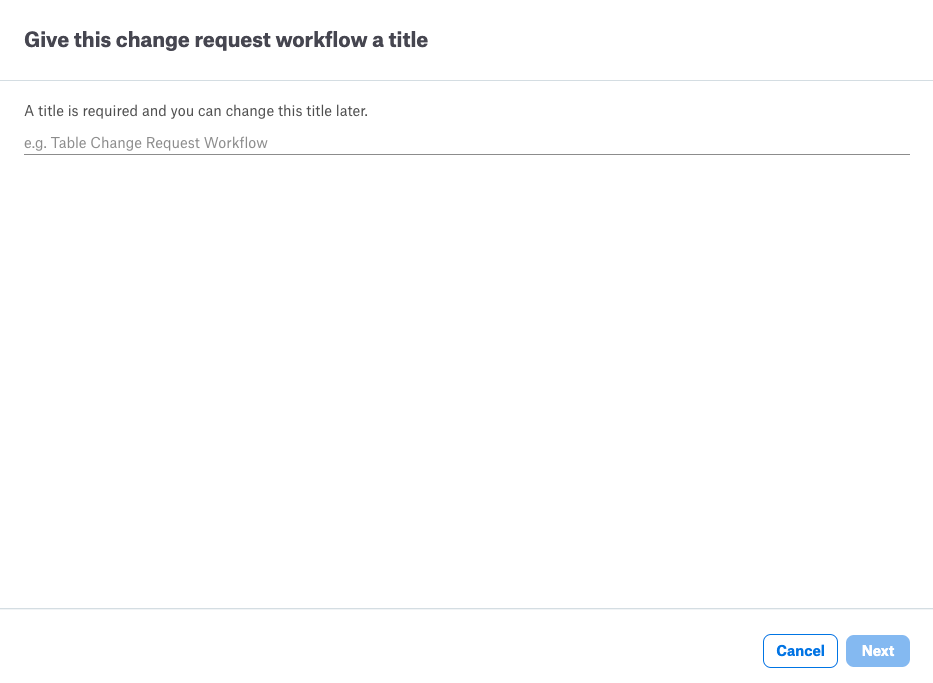 Give this change request workflow a title
A title is required and you can change this title later.
e.g. Table Change Request Workflow
Cancel
Next